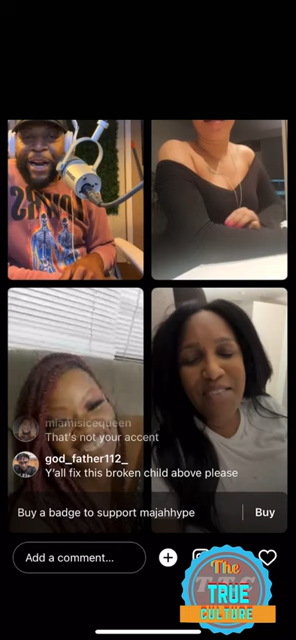 miamisicequeen
That's not your accent
god_father112_
Y'all fix this broken child above please
Buy a badge to support majahhype
Buy
Add a comment...
The
TRUE
CULTURE